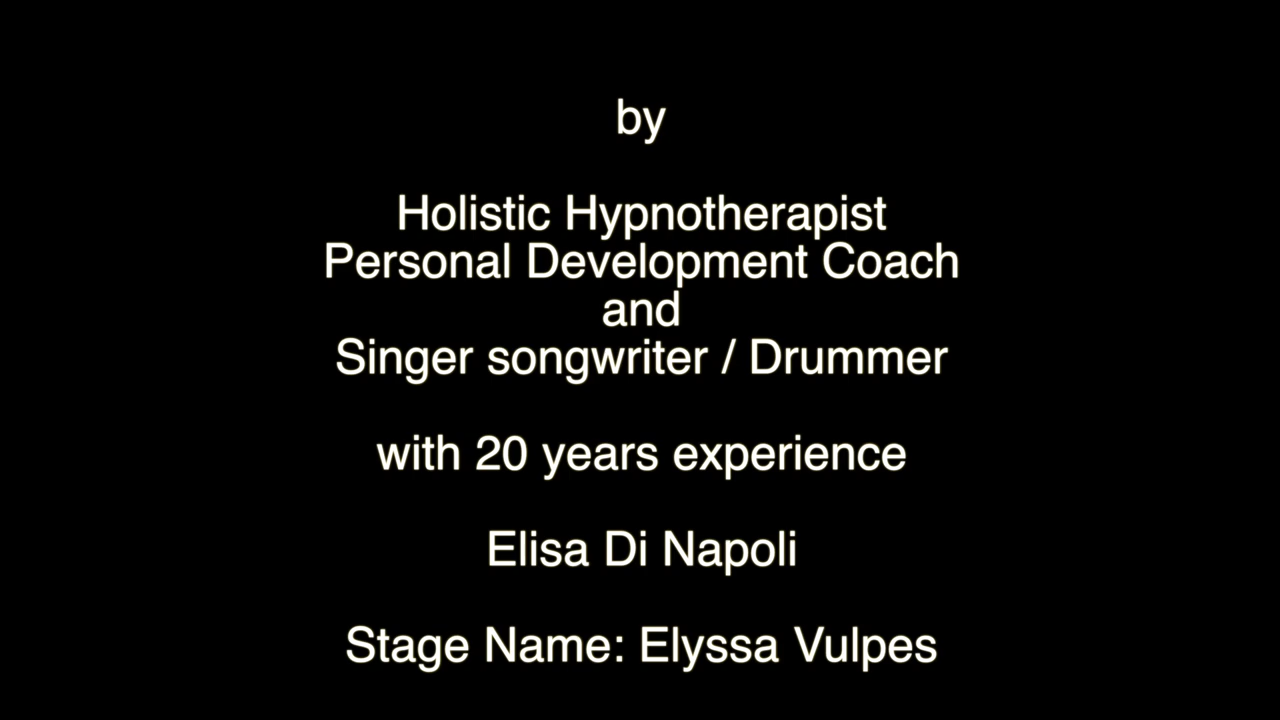 by
Holistic Hypnotherapist
Personal Development Coach
and
Singer songwriter / Drummer
with 20 years experience
Elisa Di Napoli
Stage Name: Elyssa Vulpes